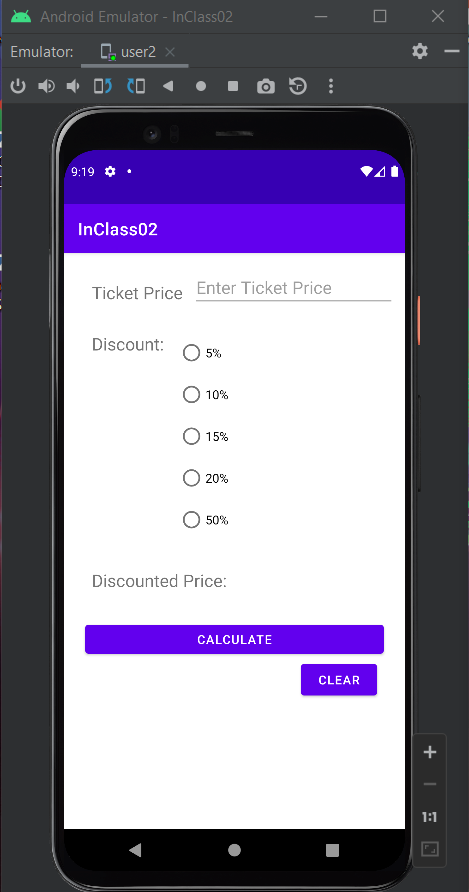 Android Emulator - InClass02
Emulator: user2
9:19
InClass02
Ticket Price Enter Ticket Price
Discount:
5%
10%
15%
20%
50%
Discounted Price:
CALCULATE
CLEAR
1:1